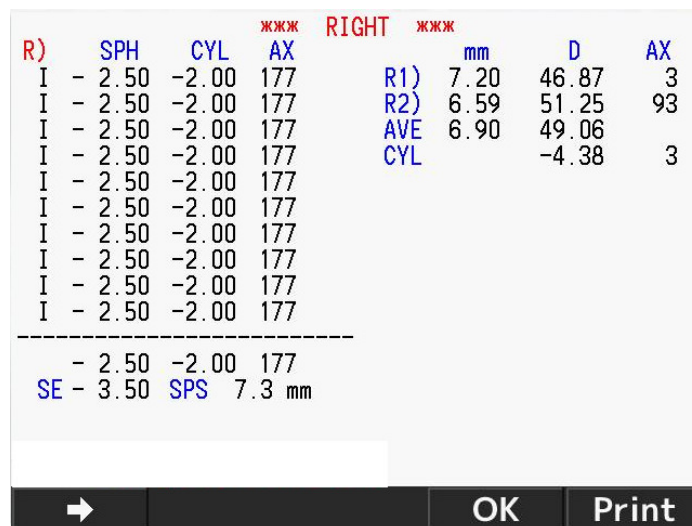 *** RIGHT ***
R) SPH CYL AX
I - 2.50 -2.00 177
I - 2.50 -2.00 177
I - 2.50 -2.00 177
I - 2.50 -2.00 177
I - 2.50 -2.00 177
I - 2.50 -2.00 177
I - 2.50 -2.00 177
I - 2.50 -2.00 177
I - 2.50 -2.00 177
I - 2.50 -2.00 177
- 2.50 -2.00 177
SE - 3.50 SPS 7.3 mm
mm D AX
R1) 7.20 46.87 3
R2) 6.59 51.25 93
AVE 6.90 49.06
CYL -4.38 3
OK Print